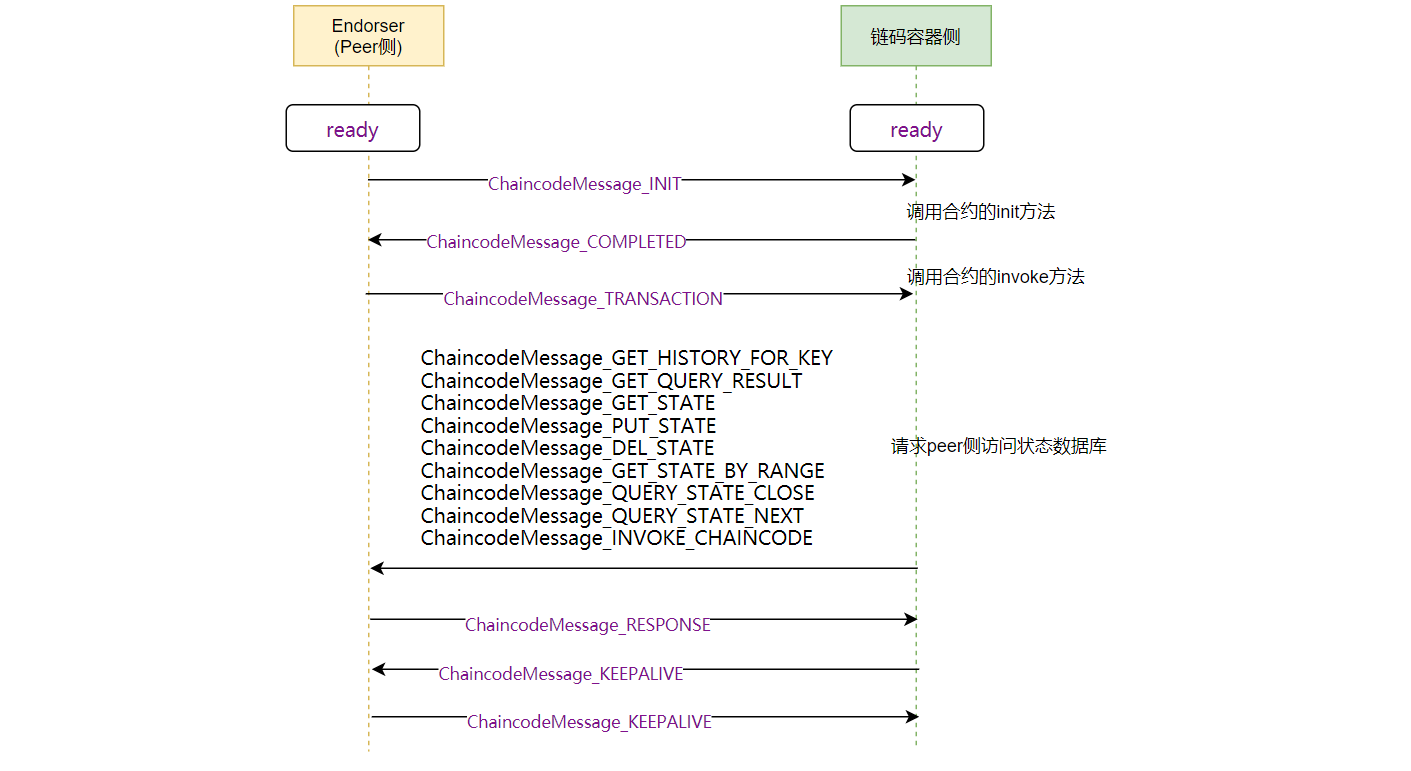 Endorser
(Peer侧)
链码容器侧
ready
ready
ChaincodeMessage_INIT
调用合约的init方法
ChaincodeMessage_COMPLETED
调用合约的invoke方法
ChaincodeMessage_TRANSACTION
ChaincodeMessage_GET_HISTORY_FOR_KEY
ChaincodeMessage_GET_QUERY_RESULT
ChaincodeMessage_GET_STATE
ChaincodeMessage_PUT_STATE
ChaincodeMessage_DEL_STATE
ChaincodeMessage_GET_STATE_BY_RANGE
ChaincodeMessage_QUERY_STATE_CLOSE
ChaincodeMessage_QUERY_STATE_NEXT
ChaincodeMessage_INVOKE_CHAINCODE
请求peer侧访问状态数据库
ChaincodeMessage_RESPONSE
ChaincodeMessage_KEEPALIVE
ChaincodeMessage_KEEPALIVE